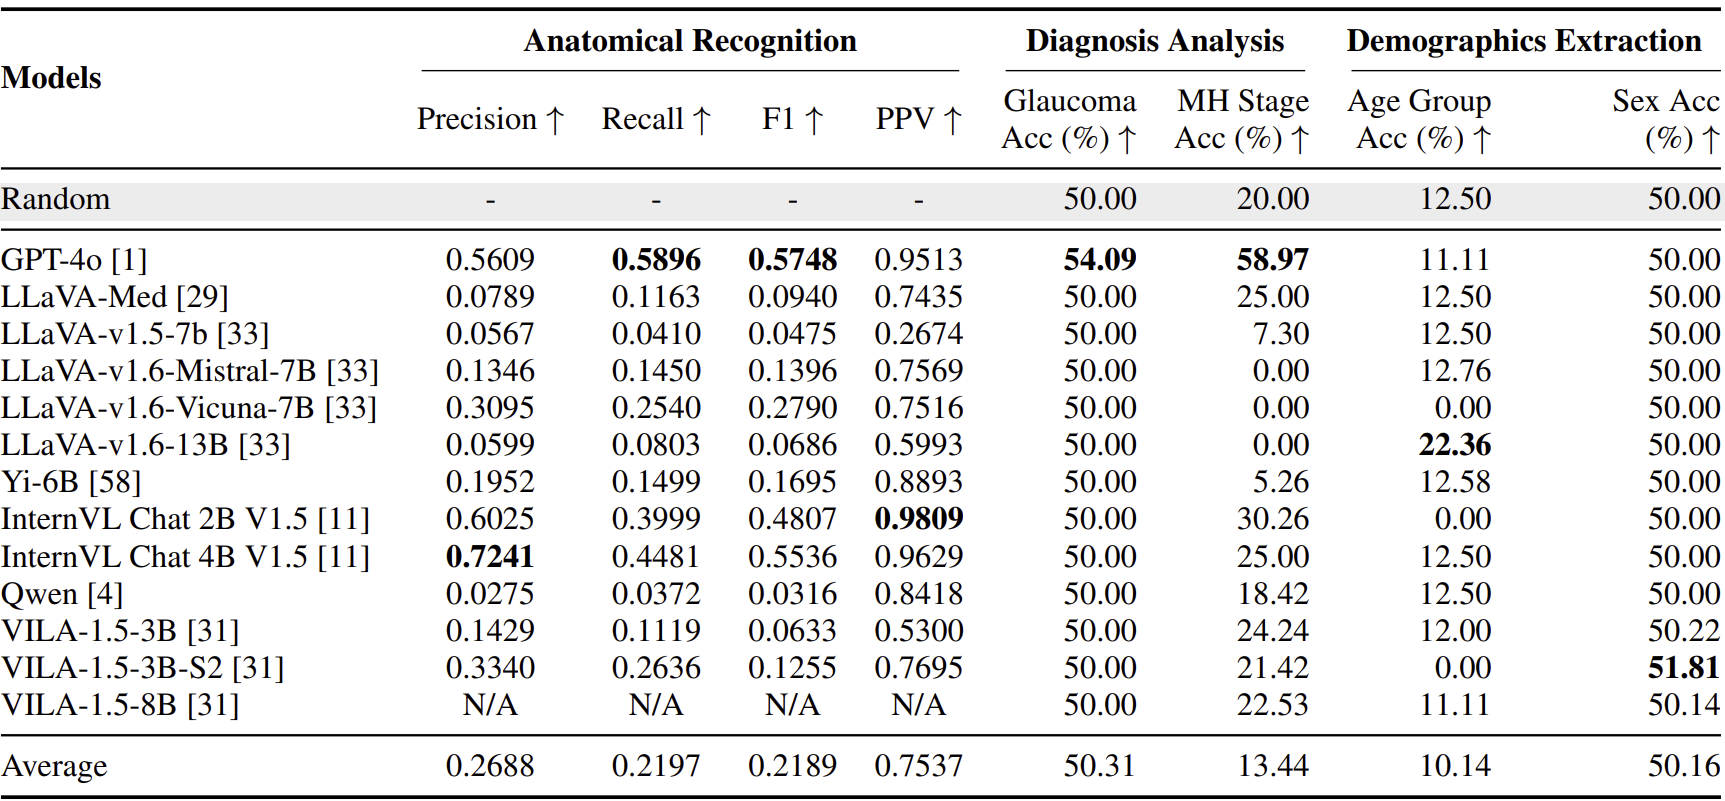 Models Anatomical Recognition Diagnosis Analysis Demographics Extraction
Precision ↑ Recall ↑ F1 ↑ PPV ↑ Glaucoma Acc (%) ↑ MH Stage Acc (%) ↑ Age Group Acc (%) ↑ Sex Acc (%) ↑
Random - - - - 50.00 20.00 12.50 50.00
GPT-4o [1] 0.5609 0.5896 0.5748 0.9513 54.09 58.97 11.11 50.00
LLaVA-Med [29] 0.0789 0.1163 0.0940 0.7435 50.00 25.00 12.50 50.00
LLaVA-v1.5-7b [33] 0.0567 0.0410 0.0475 0.2674 50.00 7.30 12.50 50.00
LLaVA-v1.6-Mistral-7B [33] 0.1346 0.1450 0.1396 0.7569 50.00 0.00 12.76 50.00
LLaVA-v1.6-Vicuna-7B [33] 0.3095 0.2540 0.2790 0.7516 50.00 0.00 0.00 50.00
LLaVA-v1.6-13B [33] 0.0599 0.0803 0.0686 0.5993 50.00 0.00 22.36 50.00
Yi-6B [58] 0.1952 0.1499 0.1695 0.8893 50.00 5.26 12.58 50.00
InternVL Chat 2B V1.5 [11] 0.6025 0.3999 0.4807 0.9809 50.00 30.26 0.00 50.00
InternVL Chat 4B V1.5 [11] 0.7241 0.4481 0.5536 0.9629 50.00 25.00 12.50 50.00
Qwen [4] 0.0275 0.0372 0.0316 0.8418 50.00 18.42 12.50 50.00
VILA-1.5-3B [31] 0.1429 0.1119 0.0633 0.5300 50.00 24.24 12.00 50.22
VILA-1.5-3B-S2 [31] 0.3340 0.2636 0.1255 0.7695 50.00 21.42 0.00 51.81
VILA-1.5-8B [31] N/A N/A N/A N/A 50.00 22.53 11.11 50.14
Average 0.2688 0.2197 0.2189 0.7537 50.31 13.44 10.14 50.16